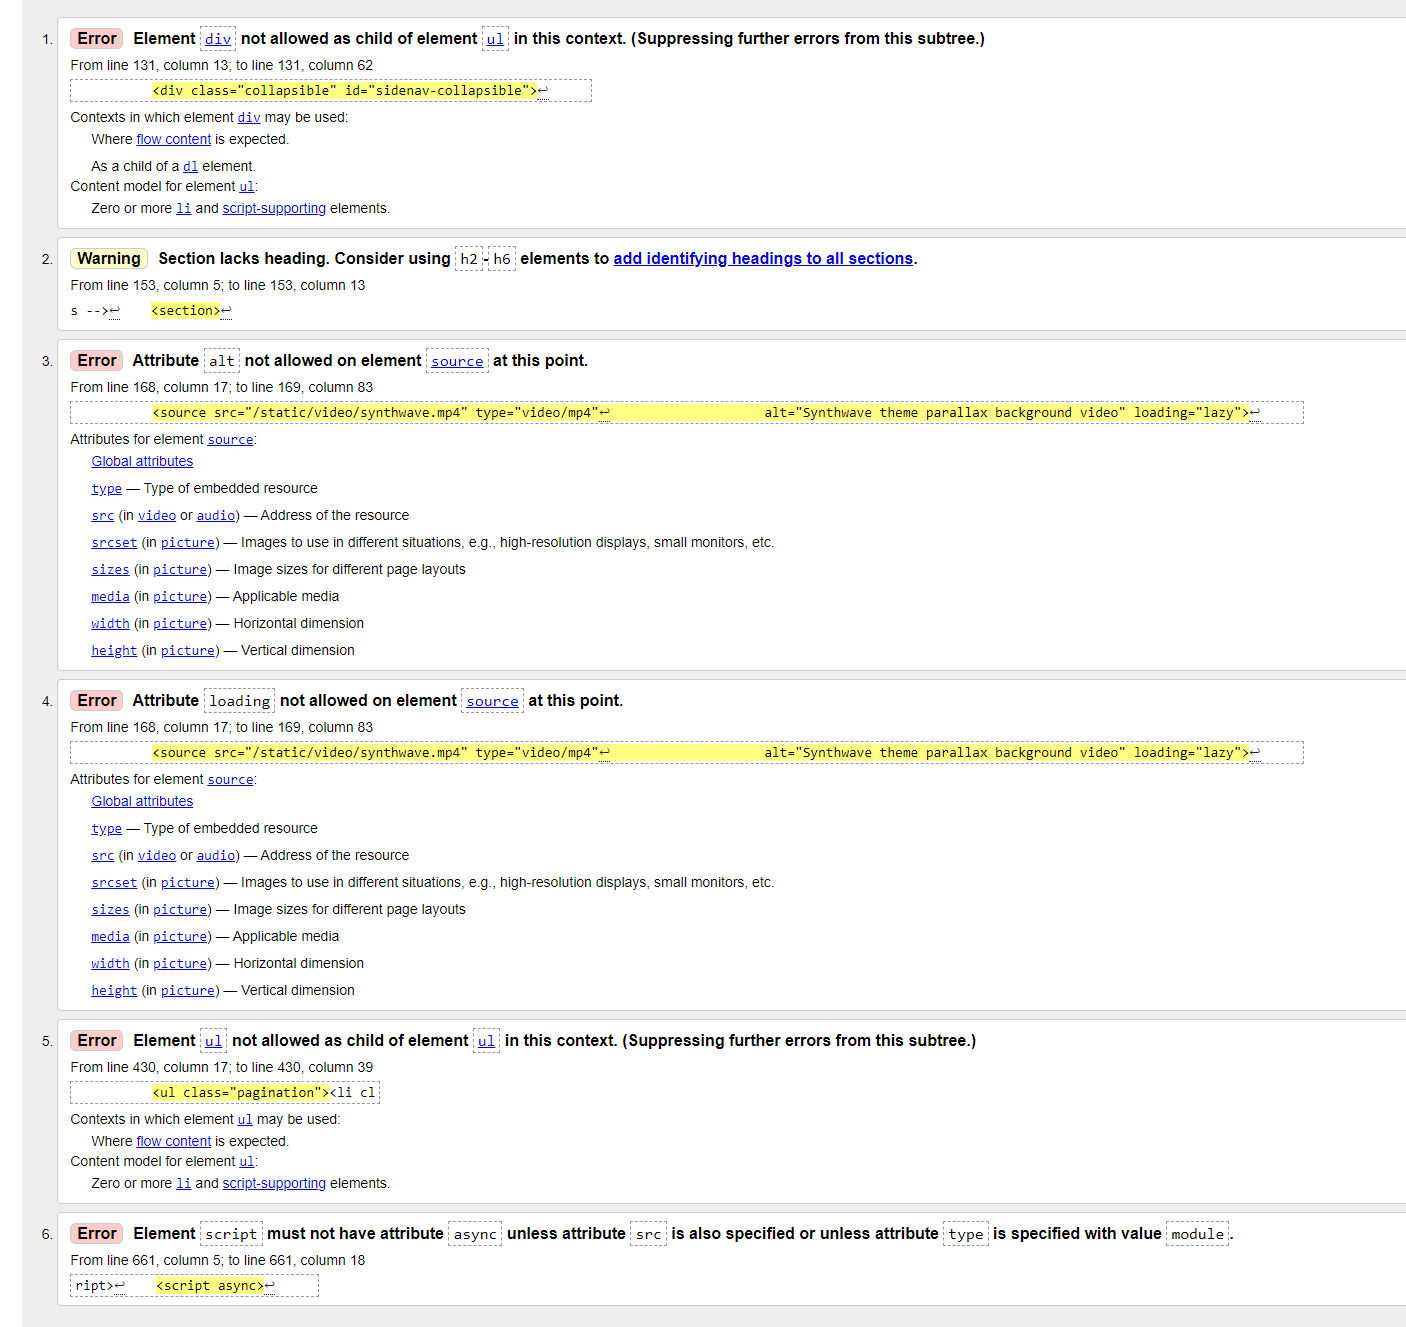 1. Error Element div not allowed as child of element ul in this context. (Suppressing further errors from this subtree.)
From line 131, column 13; to line 131, column 62
<div class="collapsible" id="sidenav-collapsible">↩
Contexts in which element div may be used:
Where flow content is expected.
As a child of a dl element.
Content model for element ul:
Zero or more li and script-supporting elements.
2. Warning Section lacks heading. Consider using h2-h6 elements to add identifying headings to all sections.
From line 153, column 5; to line 153, column 13
s -->↩ <section>↩
3. Error Attribute alt not allowed on element source at this point.
From line 168, column 17; to line 169, column 83
<source src="/static/video/synthwave.mp4" type="video/mp4"↩ alt="Synthwave theme parallax background video" loading="lazy">↩
Attributes for element source:
Global attributes
type — Type of embedded resource
src (in video or audio) — Address of the resource
srcset (in picture) — Images to use in different situations, e.g., high-resolution displays, small monitors, etc.
sizes (in picture) — Image sizes for different page layouts
media (in picture) — Applicable media
width (in picture) — Horizontal dimension
height (in picture) — Vertical dimension
4. Error Attribute loading not allowed on element source at this point.
From line 168, column 17; to line 169, column 83
<source src="/static/video/synthwave.mp4" type="video/mp4"↩ alt="Synthwave theme parallax background video" loading="lazy">↩
Attributes for element source:
Global attributes
type — Type of embedded resource
src (in video or audio) — Address of the resource
srcset (in picture) — Images to use in different situations, e.g., high-resolution displays, small monitors, etc.
sizes (in picture) — Image sizes for different page layouts
media (in picture) — Applicable media
width (in picture) — Horizontal dimension
height (in picture) — Vertical dimension
5. Error Element ul not allowed as child of element ul in this context. (Suppressing further errors from this subtree.)
From line 430, column 17; to line 430, column 39
<ul class="pagination"><li cl
Contexts in which element ul may be used:
Where flow content is expected.
Content model for element ul:
Zero or more li and script-supporting elements.
6. Error Element script must not have attribute async unless attribute src is also specified or unless attribute type is specified with value module.
From line 661, column 5; to line 661, column 18
ript>↩ <script async>↩